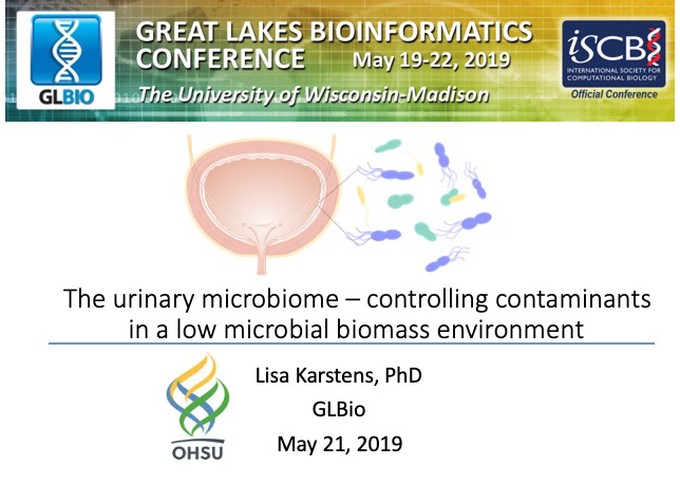 GREAT LAKES BIOINFORMATICS
CONFERENCE May 19-22, 2019
The University of Wisconsin-Madison
GLBIO
iSCB
INTERNATIONAL SOCIETY FOR
COMPUTATIONAL BIOLOGY
Official Conference
The urinary microbiome – controlling contaminants
in a low microbial biomass environment
Lisa Karstens, PhD
GLBio
May 21, 2019
OHSU